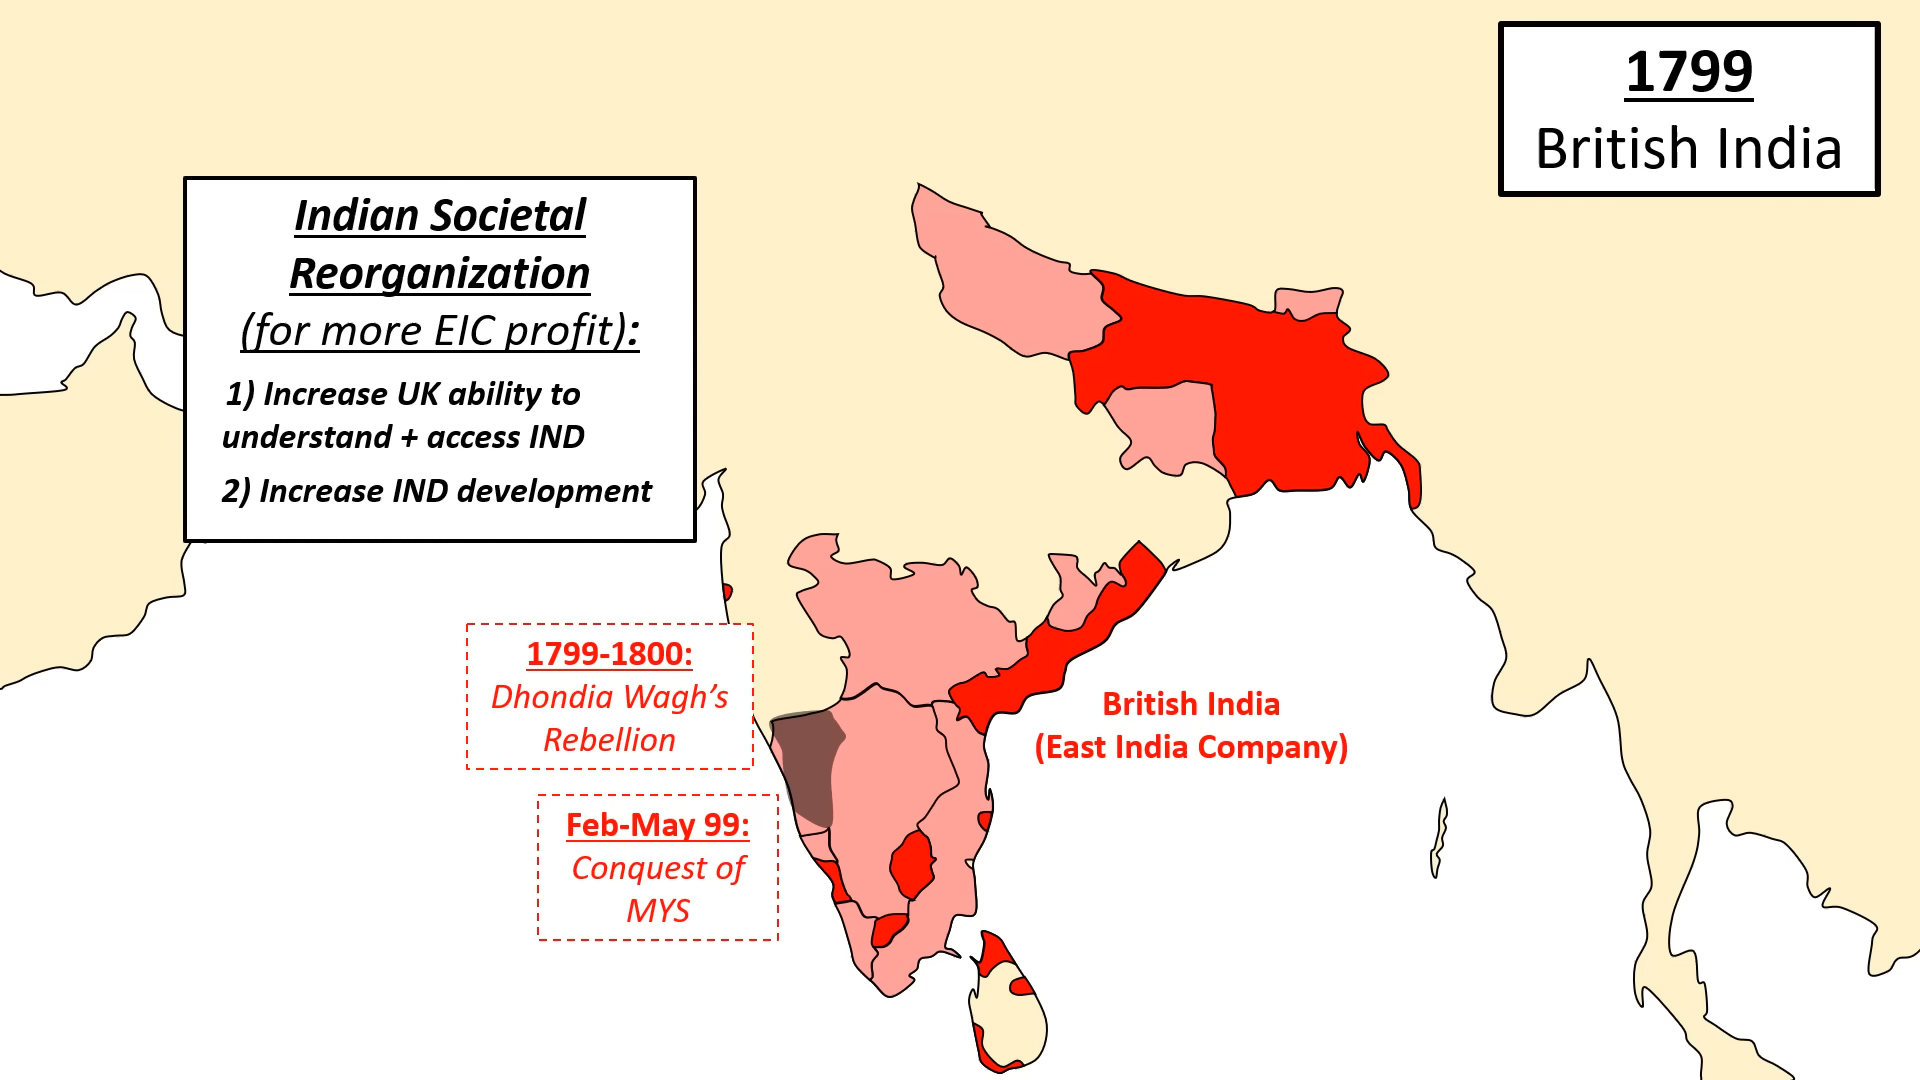 1799
British India
Indian Societal
Reorganization
(for more EIC profit):
1) Increase UK ability to
understand + access IND
2) Increase IND development
1799-1800:
Dhondia Wagh’s
Rebellion
Feb-May 99:
Conquest of
MYS
British India
(East India Company)